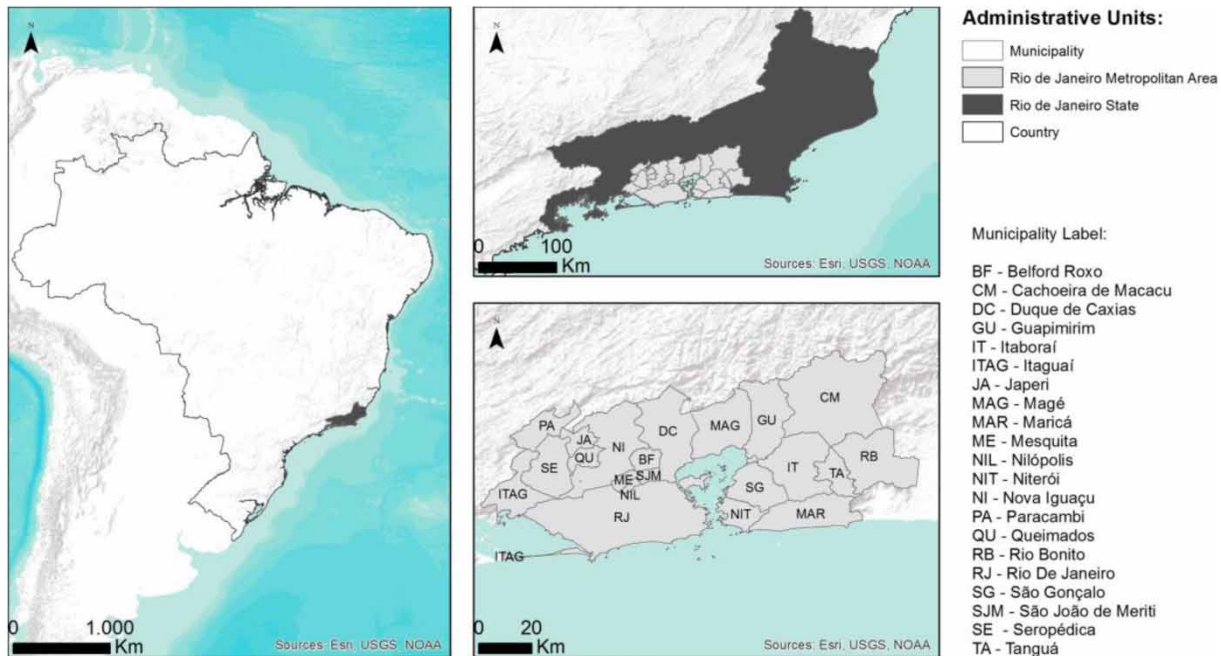 N
0 1.000
Km
Sources: Esri, USGS, NOAA
N
0 100
Km
Sources: Esri, USGS, NOAA
N
PA
JA
QU
SE
NI
DC
BF
SJM
ME
NIL
ITAG
RJ
ITAG
MAG
GU
CM
IT
TA
RB
SG
NIT
MAR
0 20
Km
Sources: Esri, USGS, NOAA
Administrative Units:
Municipality
Rio de Janeiro Metropolitan Area
Rio de Janeiro State
Country
Municipality Label:
BF - Belford Roxo
CM - Cachoeira de Macacu
DC - Duque de Caxias
GU - Guapimirim
IT - Itaboraí
ITAG - Itaguaí
JA - Japeri
MAG - Magé
MAR - Maricá
ME - Mesquita
NIL - Nilópolis
NIT - Niterói
NI - Nova Iguaçu
PA - Paracambi
QU - Queimados
RB - Rio Bonito
RJ - Rio De Janeiro
SG - São Gonçalo
SJM - São João de Meriti
SE - Seropédica
TA - Tanguá